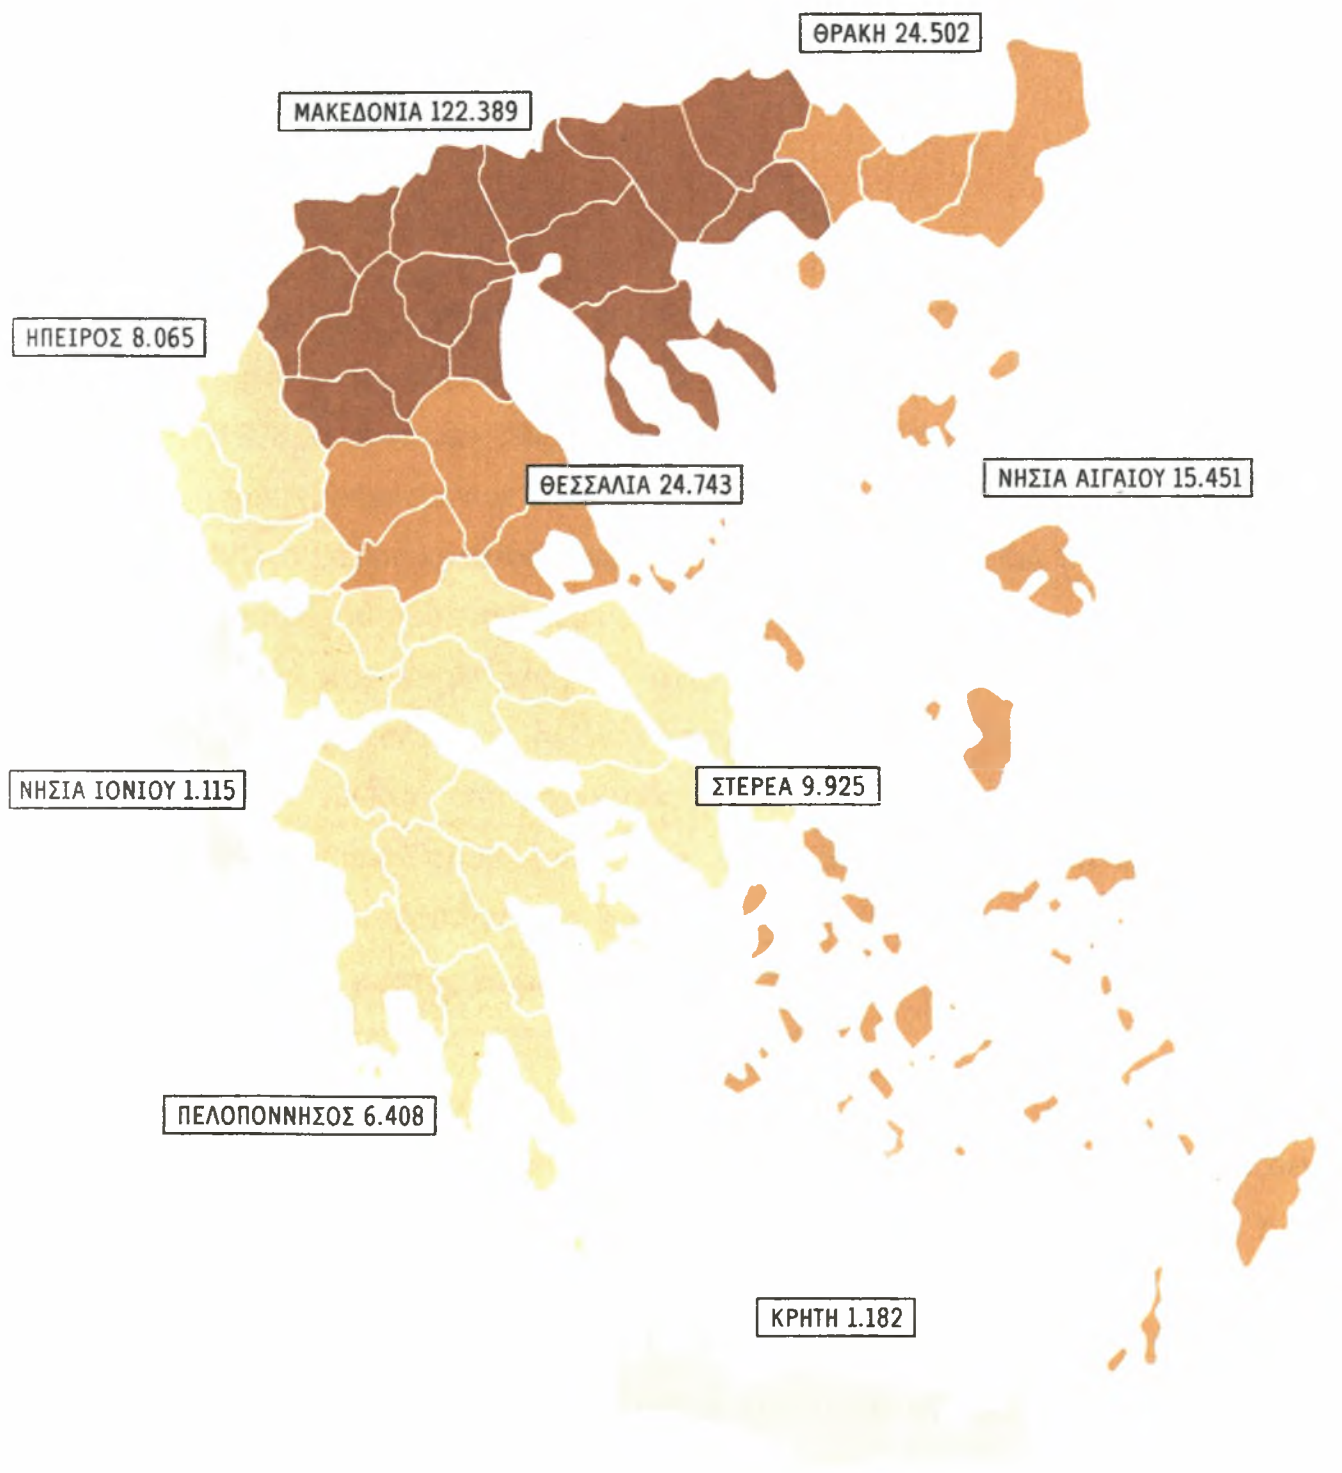 ΘΡΑΚΗ 24.502
ΜΑΚΕΔΟΝΙΑ 122.389
ΗΠΕΙΡΟΣ 8.065
ΘΕΣΣΑΛΙΑ 24.743
ΝΗΣΙΑ ΑΙΓΑΙΟΥ 15.451
ΝΗΣΙΑ ΙΟΝΙΟΥ 1.115
ΣΤΕΡΕΑ 9.925
ΠΕΛΟΠΟΝΝΗΣΟΣ 6.408
ΚΡΗΤΗ 1.182